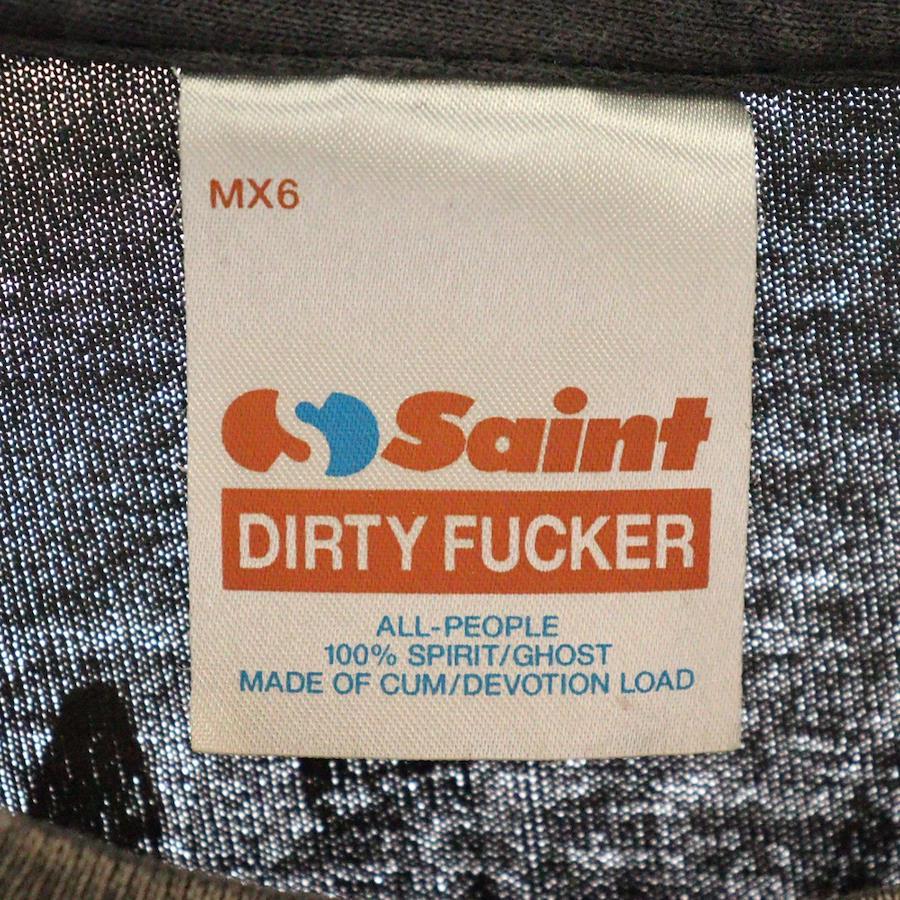 MX6
Saint
DIRTY FUCKER
ALL-PEOPLE
100% SPIRIT/GHOST
MADE OF CUM/DEVOTION LOAD